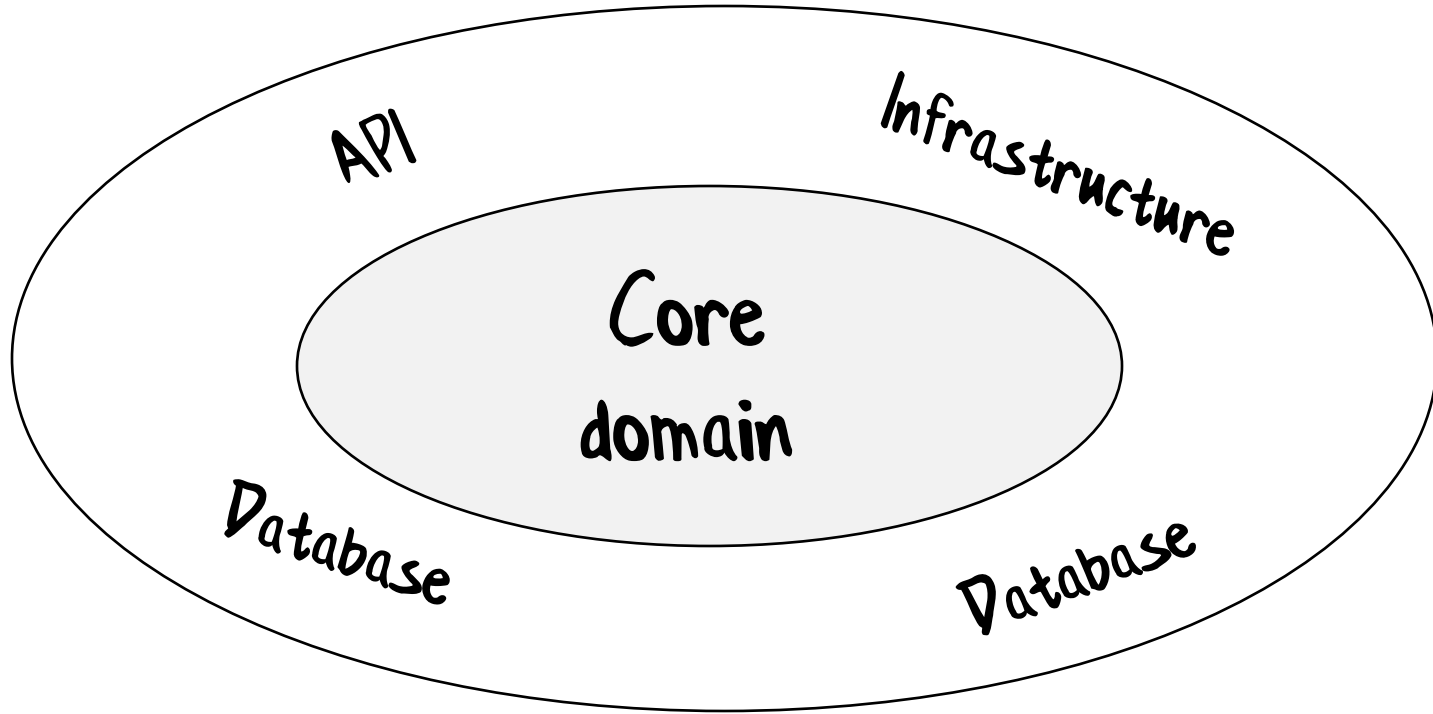 API
Infrastructure
Core
domain
Database
Database